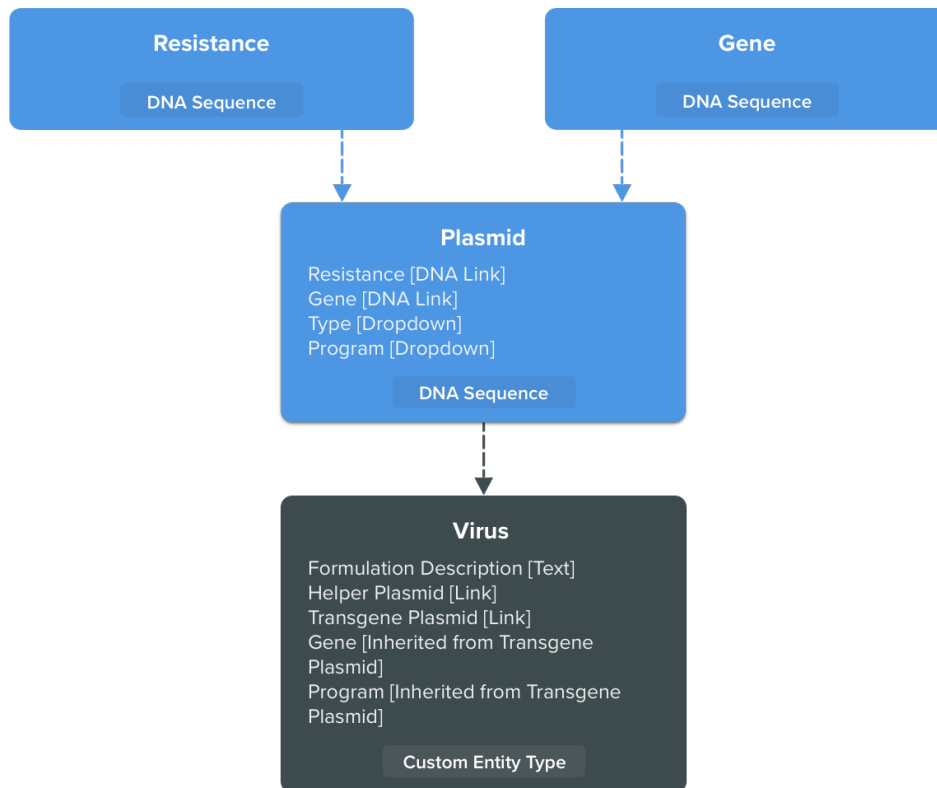 Resistance
DNA Sequence
Gene
DNA Sequence
Plasmid
Resistance [DNA Link]
Gene [DNA Link]
Type [Dropdown]
Program [Dropdown]
DNA Sequence
Virus
Formulation Description [Text]
Helper Plasmid [Link]
Transgene Plasmid [Link]
Gene [Inherited from Transgene
Plasmid]
Program [Inherited from Transgene
Plasmid]
Custom Entity Type